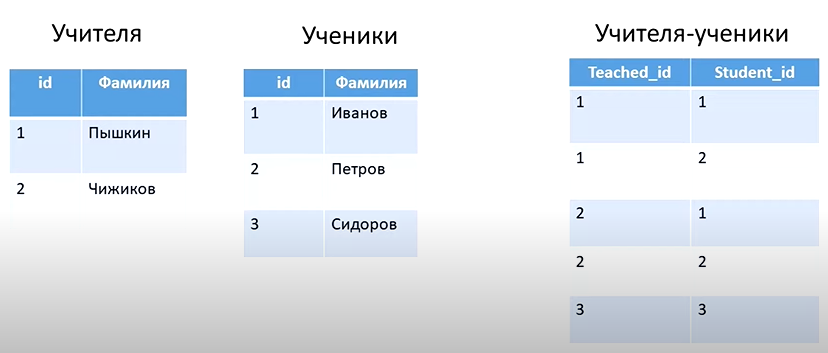 Учителя
Ученики
Учителя-ученики
id Фамилия
1 Пышкин
2 Чижиков
id Фамилия
1 Иванов
2 Петров
3 Сидоров
Teached_id Student_id
1 1
1 2
2 1
2 2
3 3